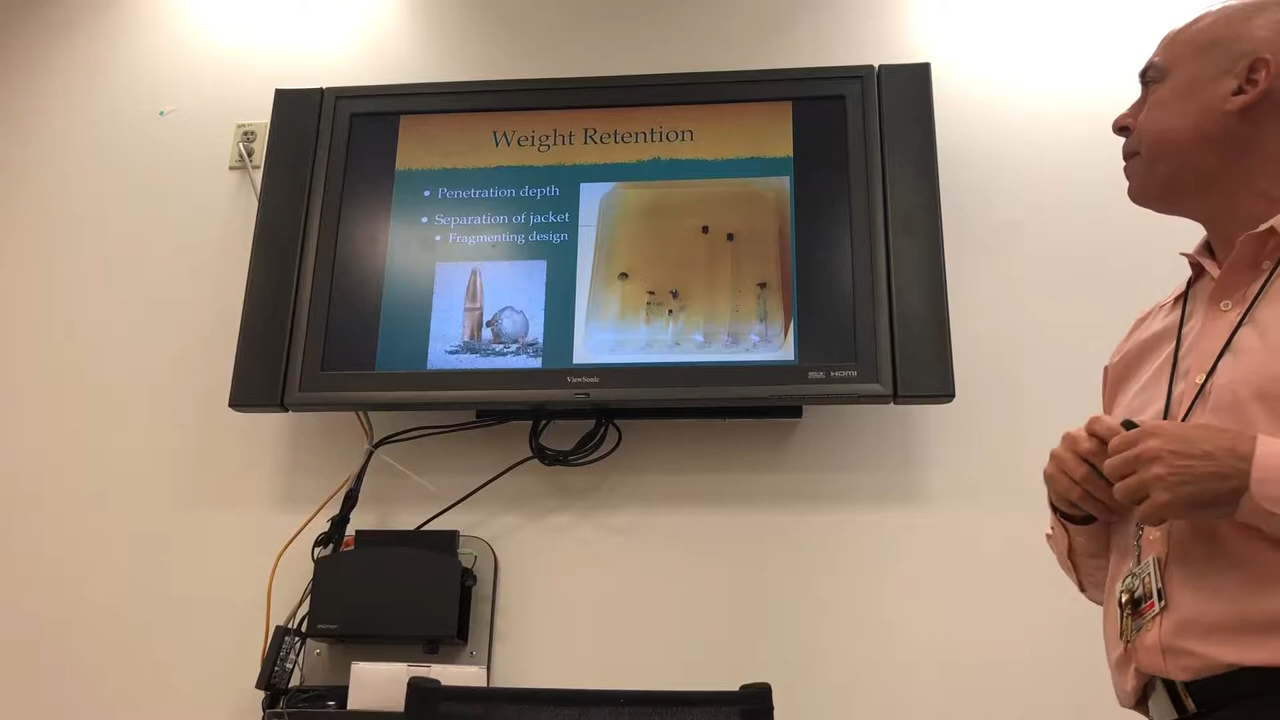 Weight Retention
Penetration depth
Separation of jacket
Fragmenting design
ViewSonic
HDMI